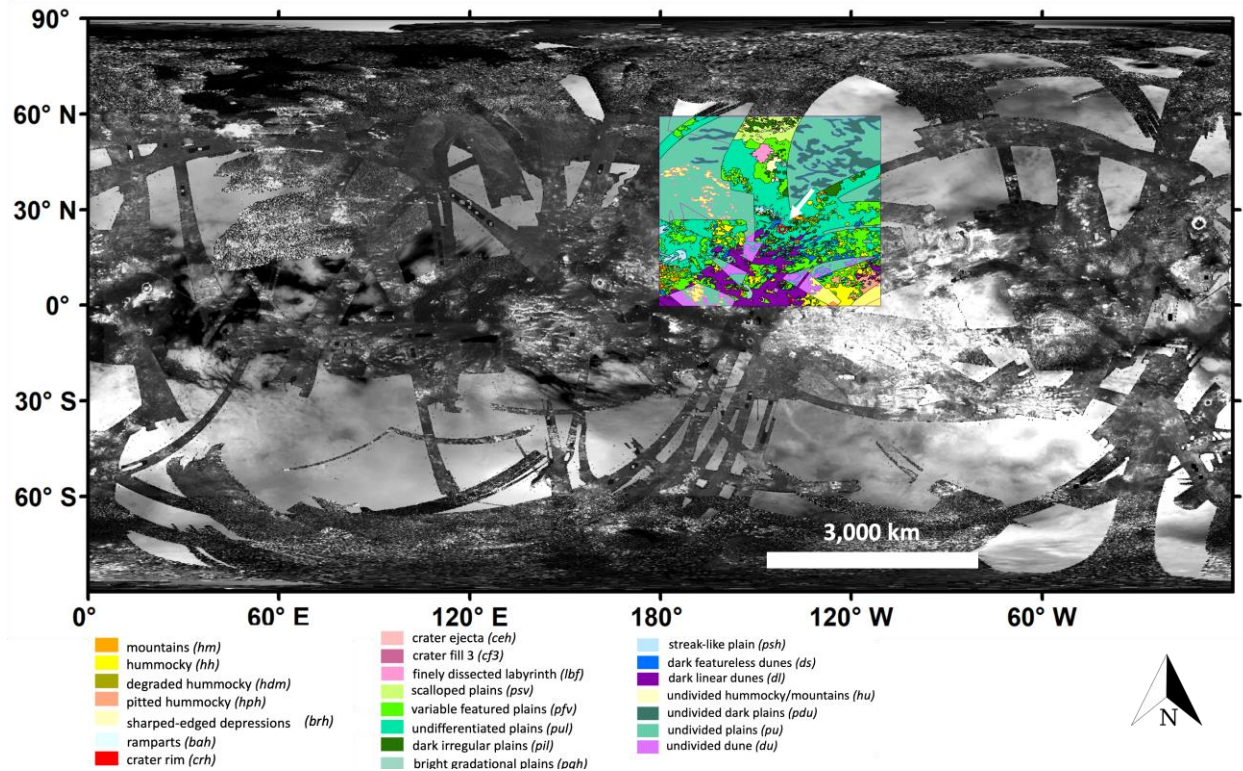 90°
60° N
30° N
0°
30° S
60° S
3,000 km
0° 60° E 120° E 180° 120° W 60° W
mountains (hm)
hummocky (hh)
degraded hummocky (hdm)
pitted hummocky (hph)
sharped-edged depressions (brh)
ramparts (bah)
crater rim (crh)
crater ejecta (ceh)
crater fill 3 (cf3)
finely dissected labyrinth (lbf)
scalloped plains (psv)
variable featured plains (pfv)
undifferentiated plains (pul)
dark irregular plains (pil)
bright gradational plains (pgh)
streak-like plain (psh)
dark featureless dunes (ds)
dark linear dunes (dl)
undivided hummocky/mountains (hu)
undivided dark plains (pdu)
undivided plains (pu)
undivided dune (du)
N